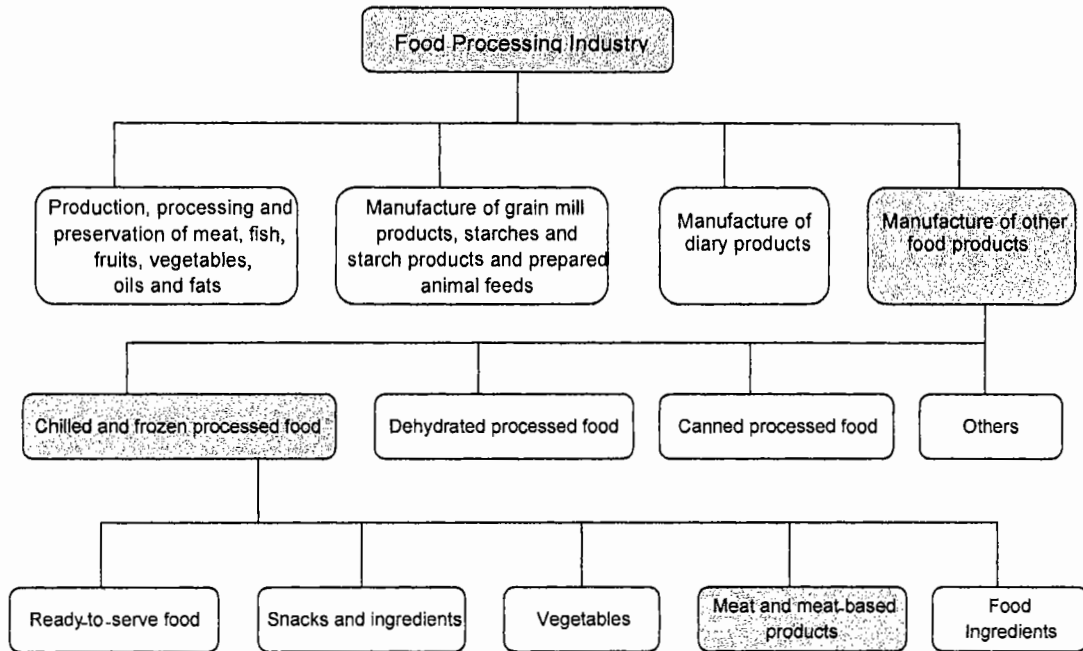 Food Processing Industry
Production, processing and
preservation of meat, fish,
fruits, vegetables,
oils and fats
Manufacture of grain mill
products, starches and
starch products and prepared
animal feeds
Manufacture of
diary products
Manufacture of other
food products
Chilled and frozen processed food
Dehydrated processed food
Canned processed food
Others
Ready-to-serve food
Snacks and ingredients
Vegetables
Meat and meat-based
products
Food
Ingredients